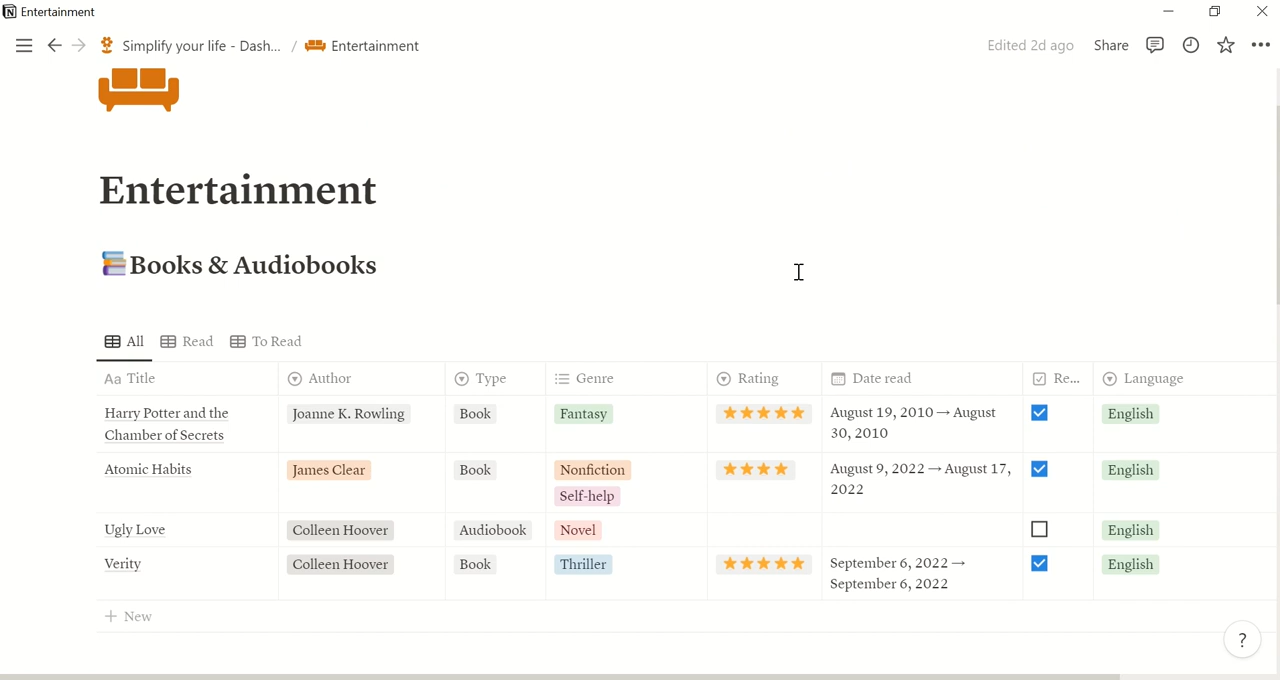 Entertainment
Simplify your life - Dash... / Entertainment Edited 2d ago Share
Entertainment
Books & Audiobooks
All Read To Read
Aa Title Author Type Genre Rating Date read Re... Language
Harry Potter and the Joanne K. Rowling Book Fantasy August 19, 2010 → August English
Chamber of Secrets 30, 2010
Atomic Habits James Clear Book Nonfiction August 9, 2022 → August 17, English
Self-help 2022
Ugly Love Colleen Hoover Audiobook Novel English
Verity Colleen Hoover Book Thriller September 6, 2022 → English
September 6, 2022
+ New
?